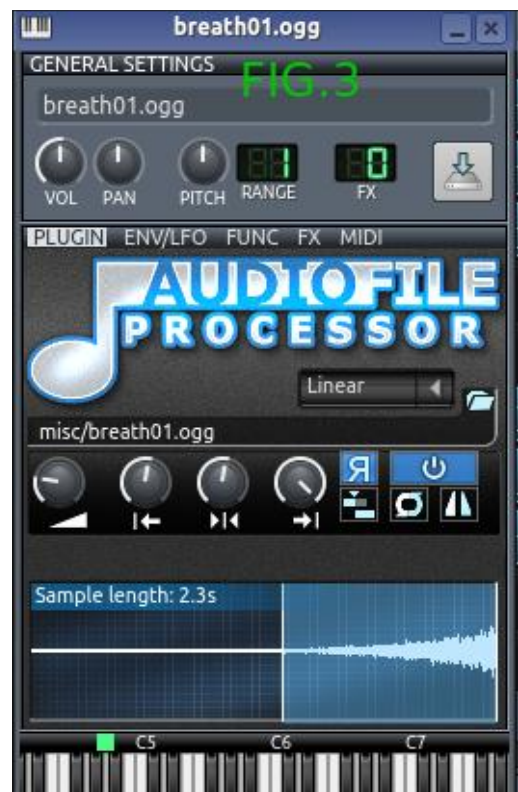 breath01.ogg
GENERAL SETTINGS
FIG.3
breath01.ogg
1
0
VOL PAN PITCH RANGE FX
PLUGIN ENV/LFO FUNC FX MIDI
AUDIOFILE
PROCESSOR
Linear
misc/breath01.ogg
Sample length: 2.3s
C5 C6 C7